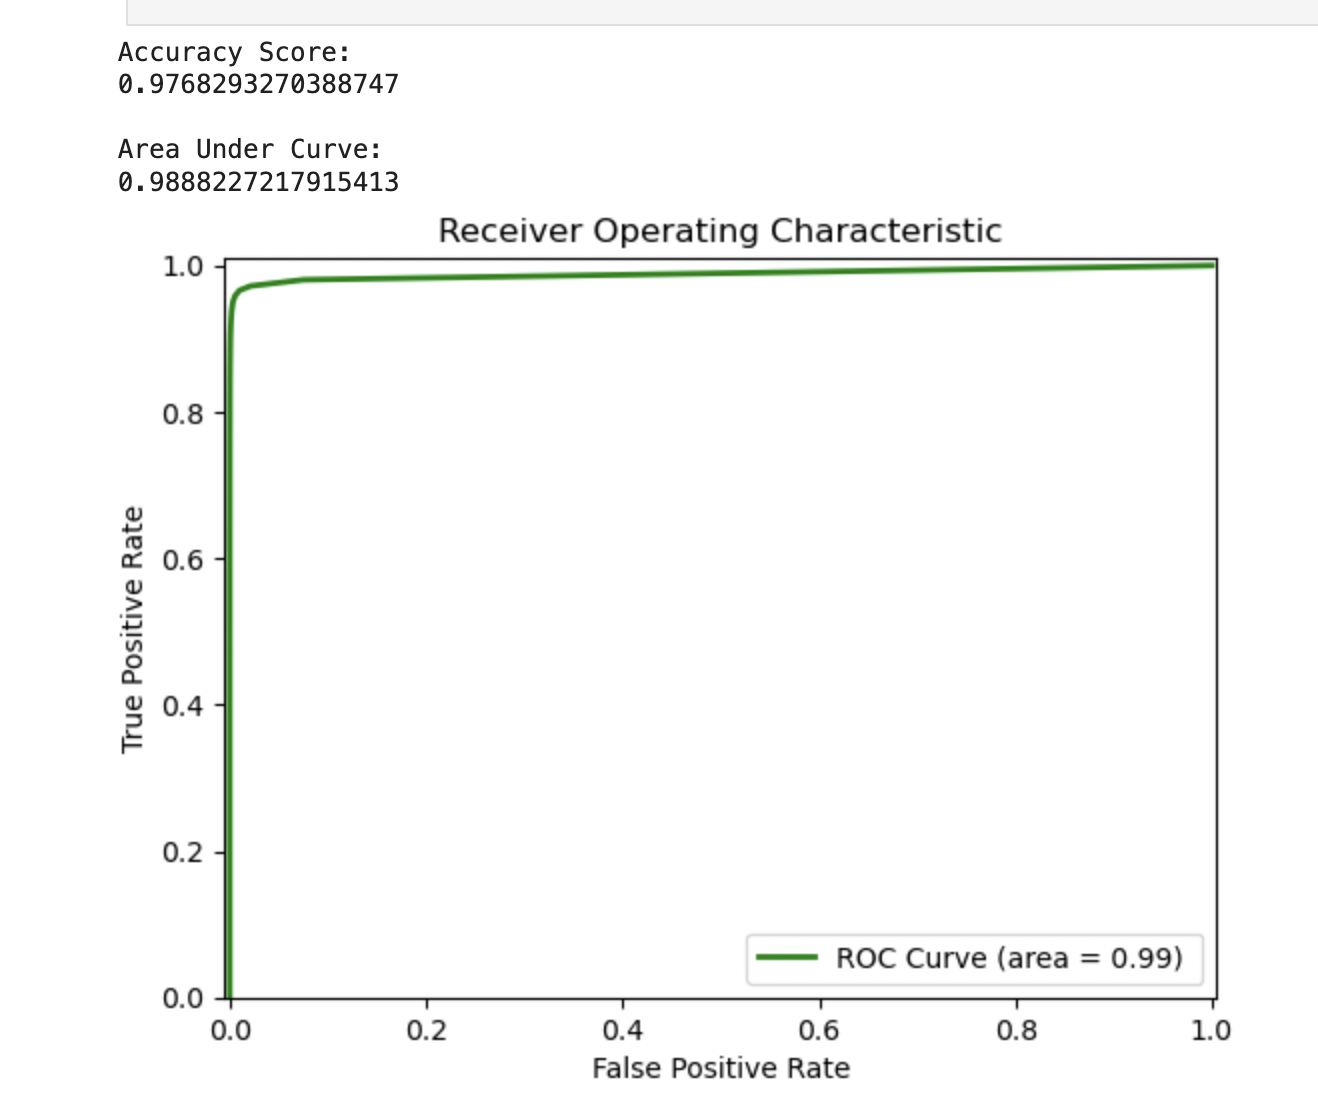 Accuracy Score:
0.9768293270388747
Area Under Curve:
0.9888227217915413
Receiver Operating Characteristic
1.0
0.8
0.6
0.4
0.2
0.0
True Positive Rate
ROC Curve (area = 0.99)
0.0 0.2 0.4 0.6 0.8 1.0
False Positive Rate